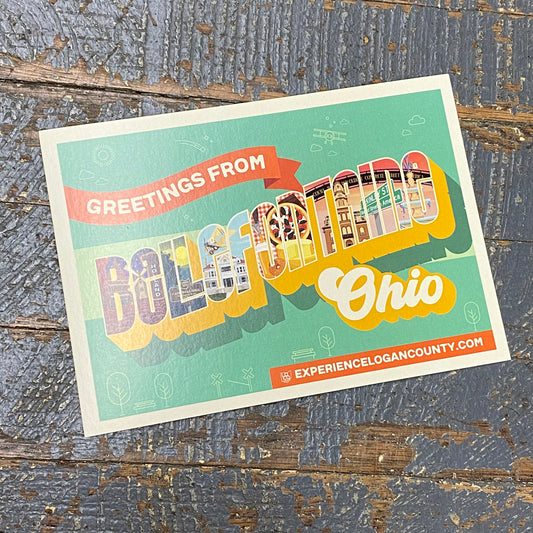 GREETINGS FROM
BELLEFONTAINE
Ohio
EXPERIENCELOGANCOUNTY.COM